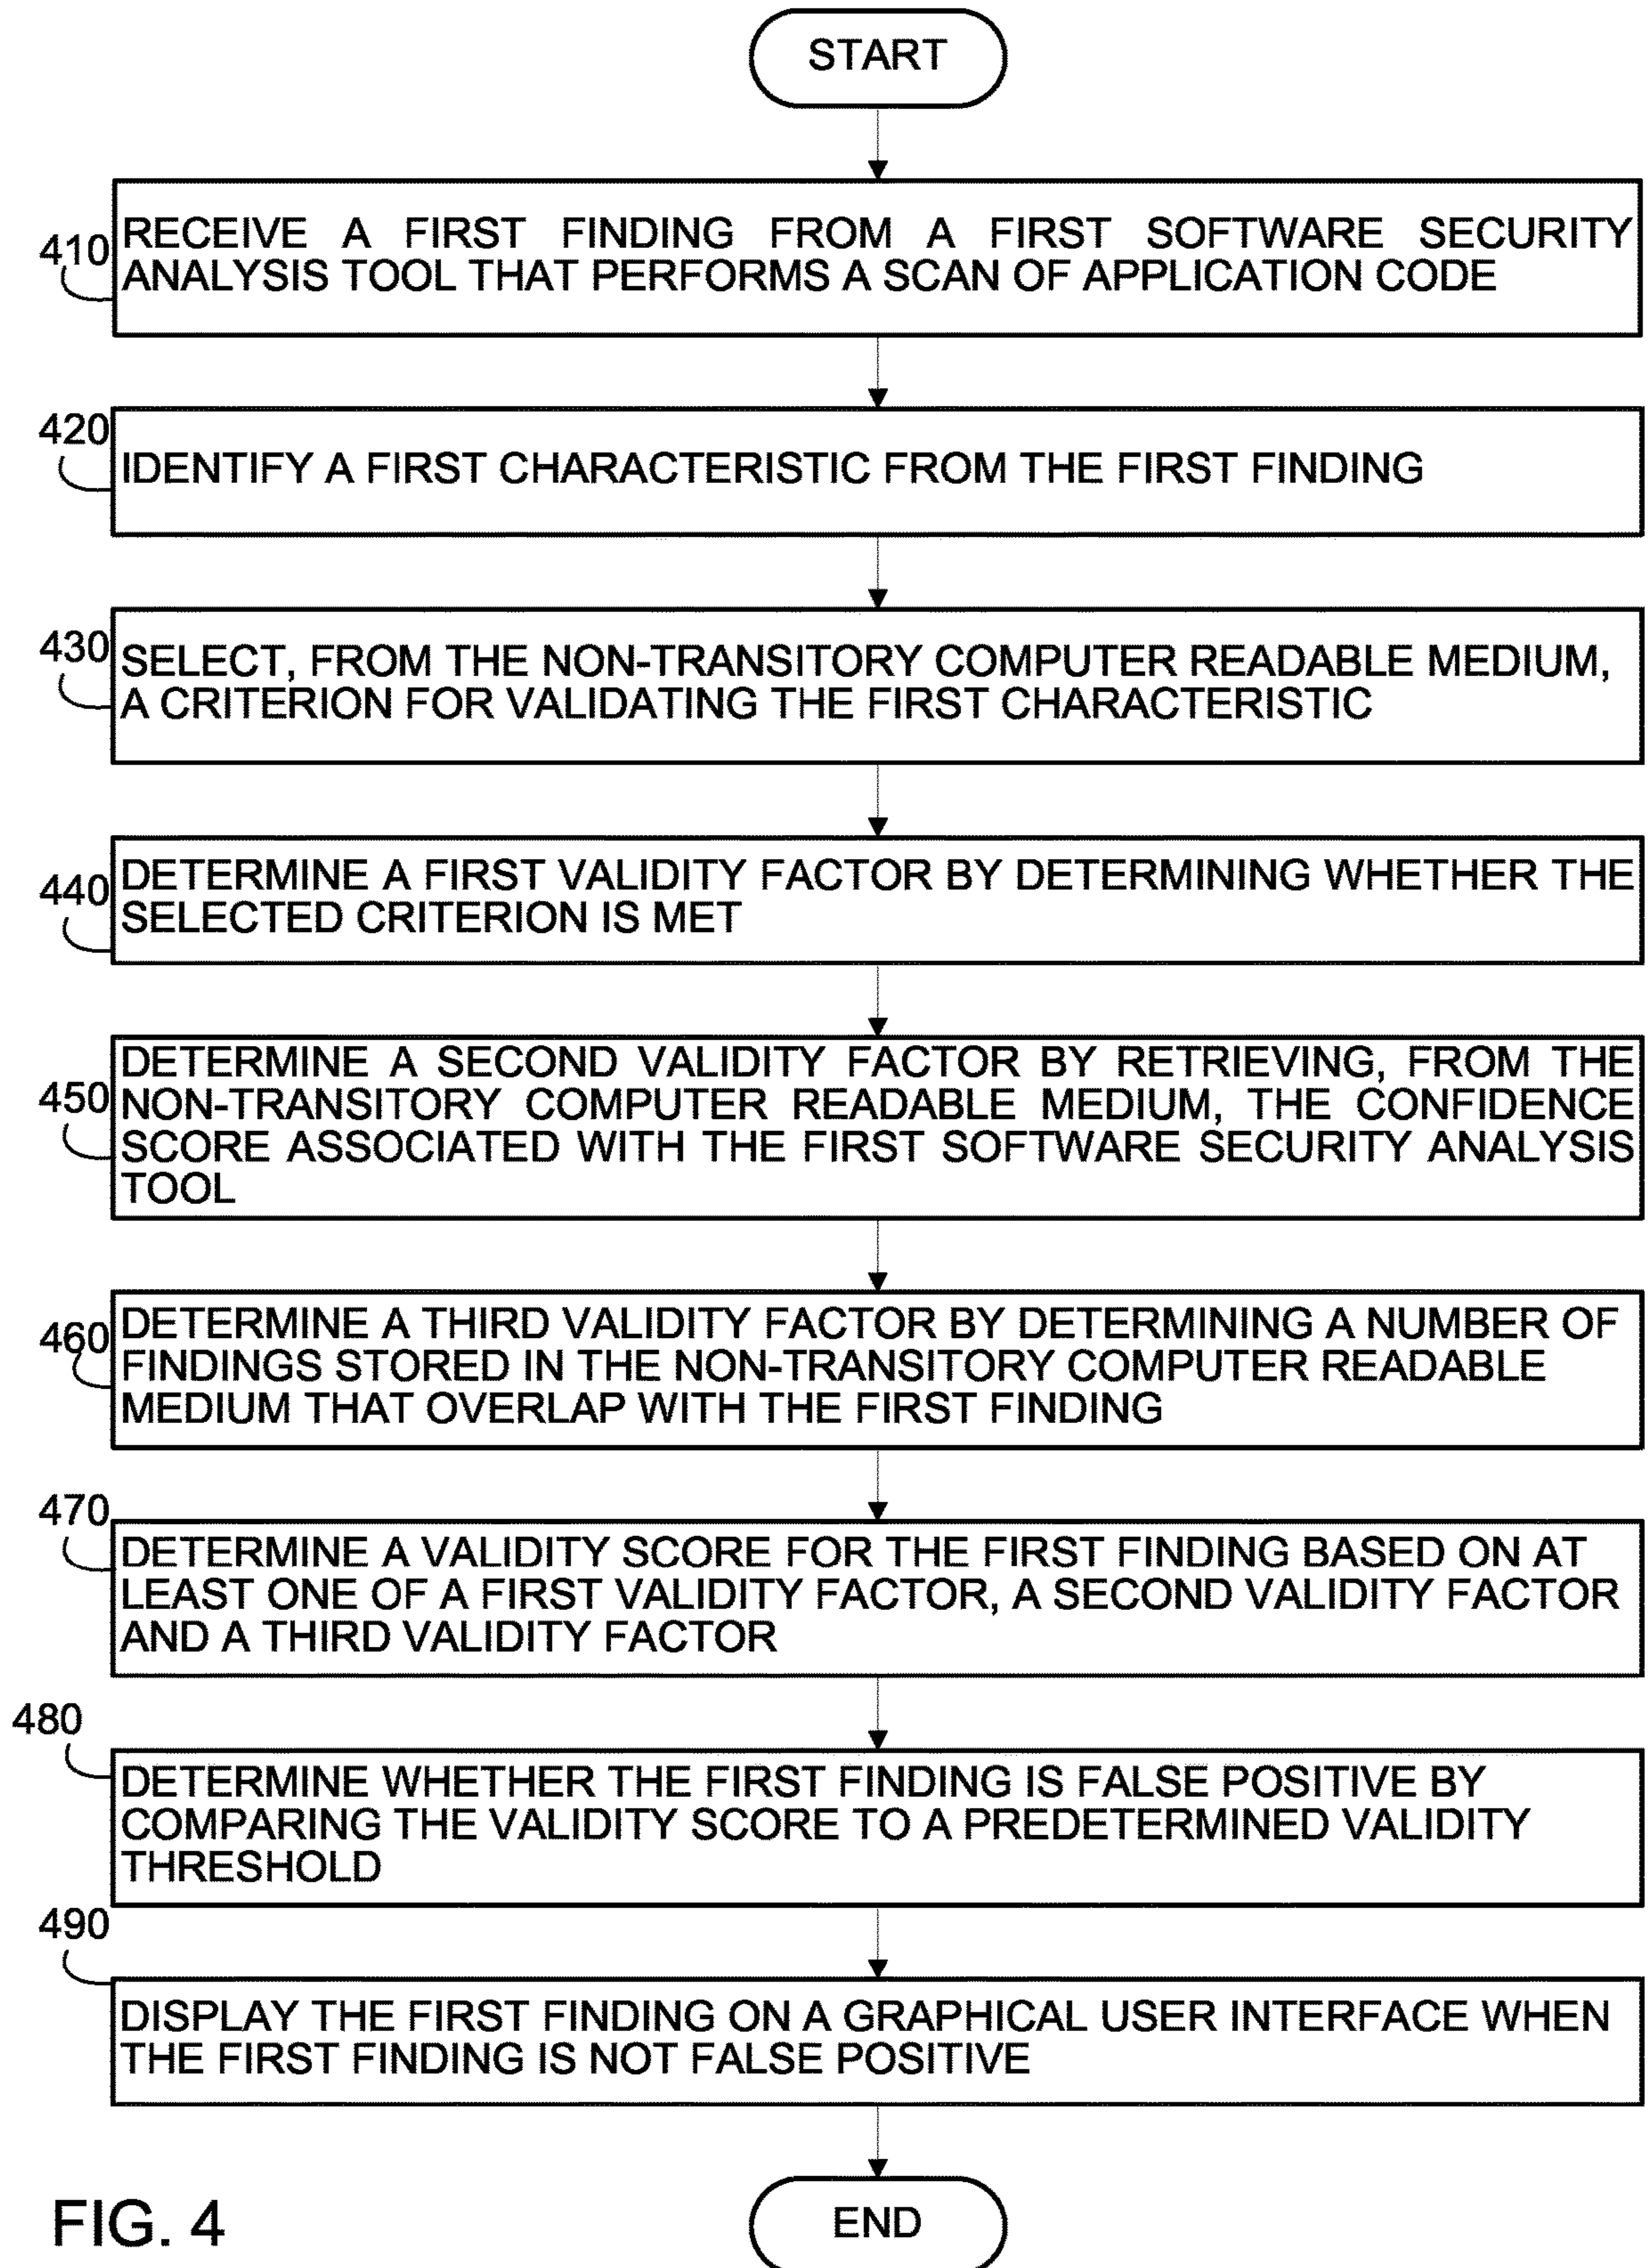 START
410
RECEIVE A FIRST FINDING FROM A FIRST SOFTWARE SECURITY
ANALYSIS TOOL THAT PERFORMS A SCAN OF APPLICATION CODE
420
IDENTIFY A FIRST CHARACTERISTIC FROM THE FIRST FINDING
430
SELECT, FROM THE NON-TRANSITORY COMPUTER READABLE MEDIUM,
A CRITERION FOR VALIDATING THE FIRST CHARACTERISTIC
440
DETERMINE A FIRST VALIDITY FACTOR BY DETERMINING WHETHER THE
SELECTED CRITERION IS MET
450
DETERMINE A SECOND VALIDITY FACTOR BY RETRIEVING, FROM THE
NON-TRANSITORY COMPUTER READABLE MEDIUM, THE CONFIDENCE
SCORE ASSOCIATED WITH THE FIRST SOFTWARE SECURITY ANALYSIS
TOOL
460
DETERMINE A THIRD VALIDITY FACTOR BY DETERMINING A NUMBER OF
FINDINGS STORED IN THE NON-TRANSITORY COMPUTER READABLE
MEDIUM THAT OVERLAP WITH THE FIRST FINDING
470
DETERMINE A VALIDITY SCORE FOR THE FIRST FINDING BASED ON AT
LEAST ONE OF A FIRST VALIDITY FACTOR, A SECOND VALIDITY FACTOR
AND A THIRD VALIDITY FACTOR
480
DETERMINE WHETHER THE FIRST FINDING IS FALSE POSITIVE BY
COMPARING THE VALIDITY SCORE TO A PREDETERMINED VALIDITY
THRESHOLD
490
DISPLAY THE FIRST FINDING ON A GRAPHICAL USER INTERFACE WHEN
THE FIRST FINDING IS NOT FALSE POSITIVE
END
FIG. 4